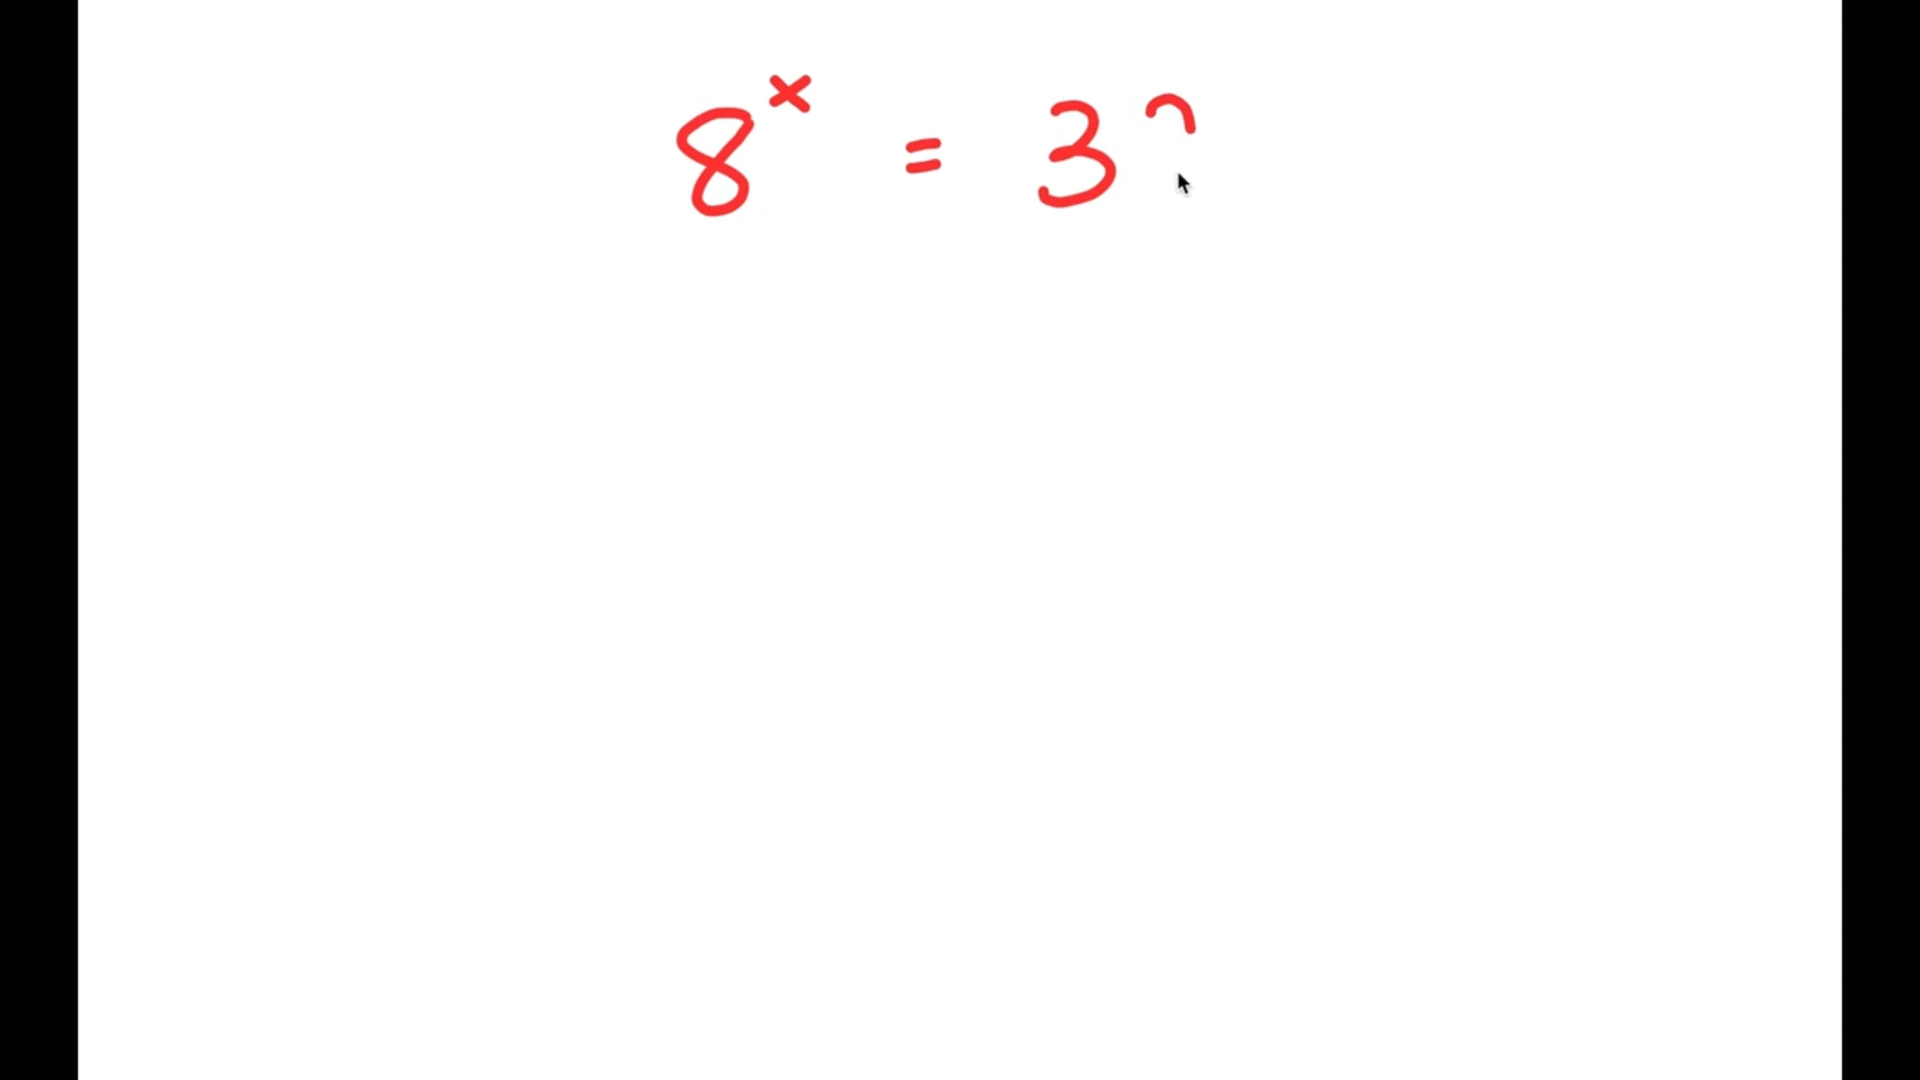 8ˣ = 3